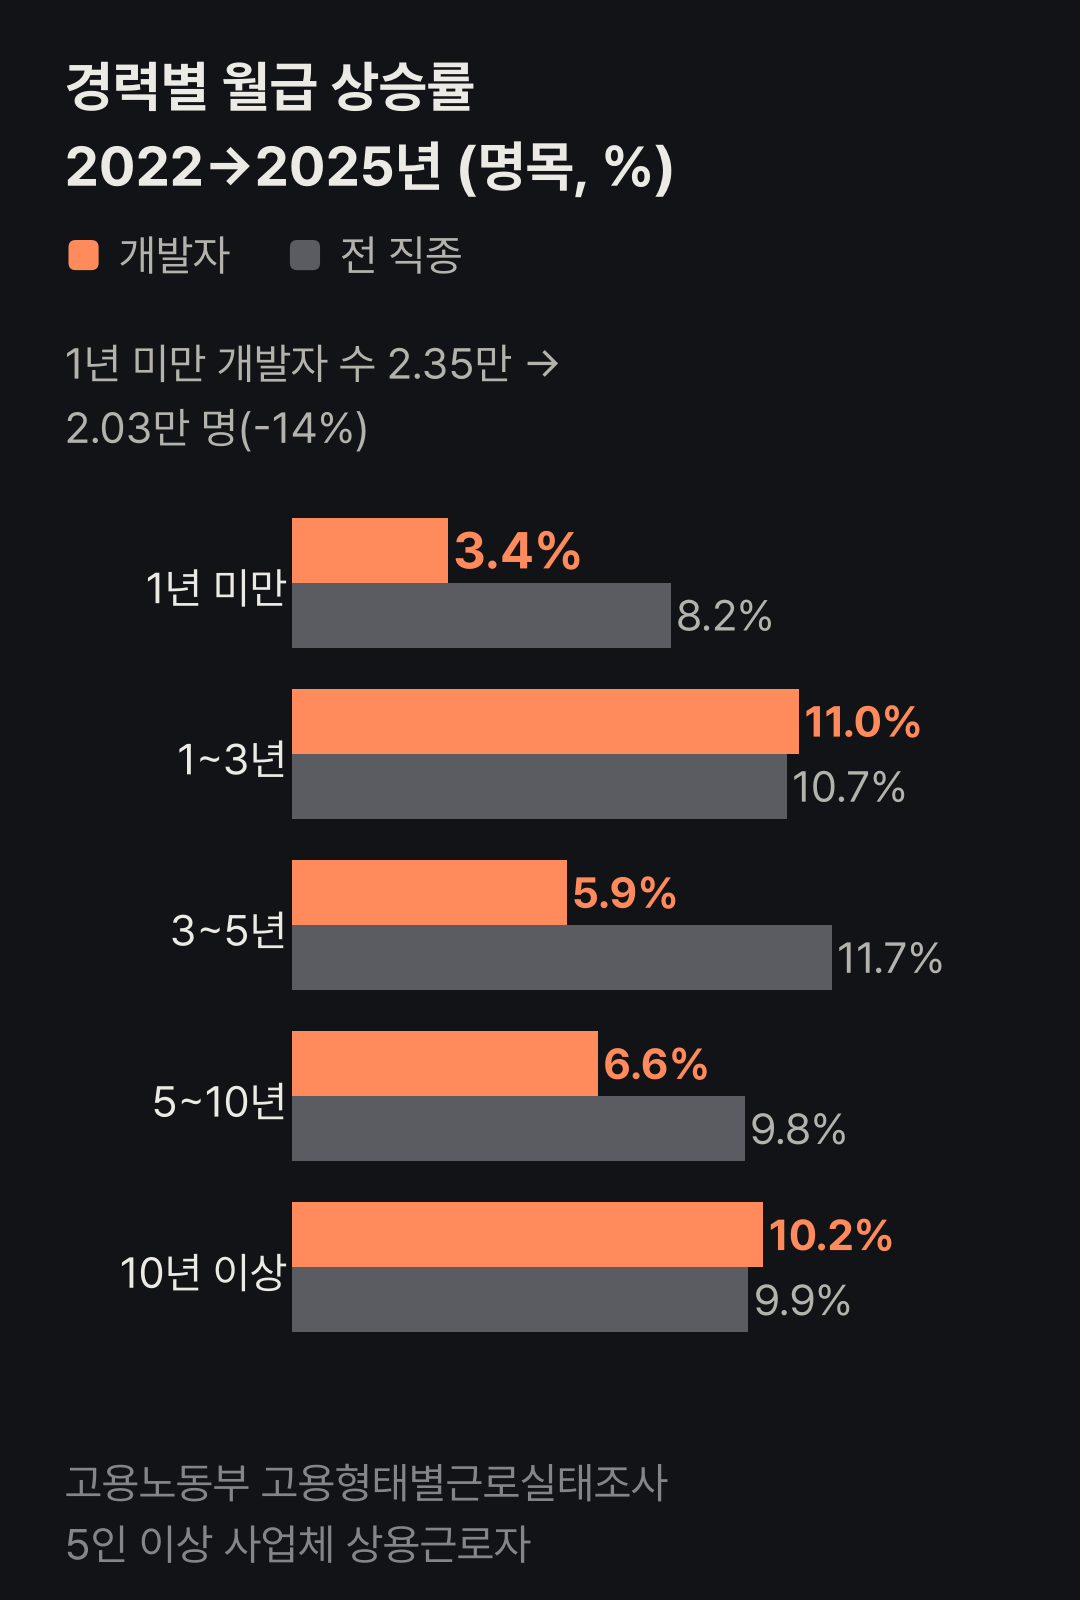 경력별 월급 상승률
2022→2025년 (명목, %)
개발자 전 직종
1년 미만 개발자 수 2.35만 →
2.03만 명(-14%)
3.4%
1년 미만
8.2%
11.0%
1~3년
10.7%
5.9%
3~5년
11.7%
6.6%
5~10년
9.8%
10.2%
10년 이상
9.9%
고용노동부 고용형태별근로실태조사
5인 이상 사업체 상용근로자